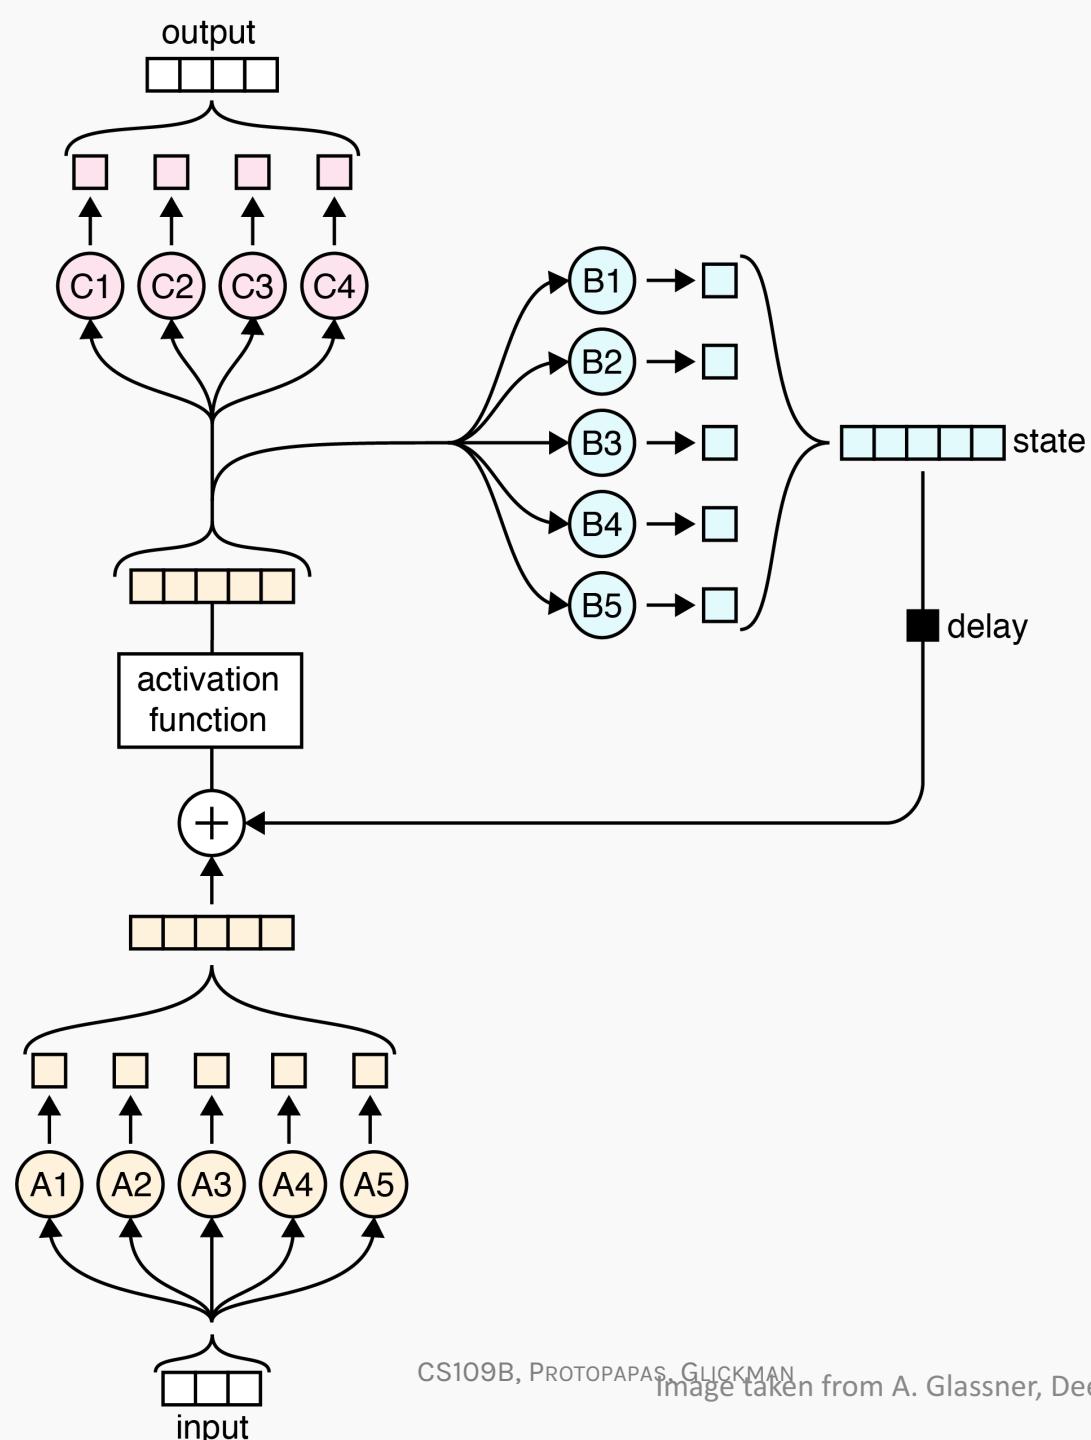 output
C1 C2 C3 C4
B1
B2
B3
state
B4
B5
delay
activation
function
+
A1 A2 A3 A4 A5
CS109B, PROTOPAPAS, GLICKMAN
Image taken from A. Glassner,
input